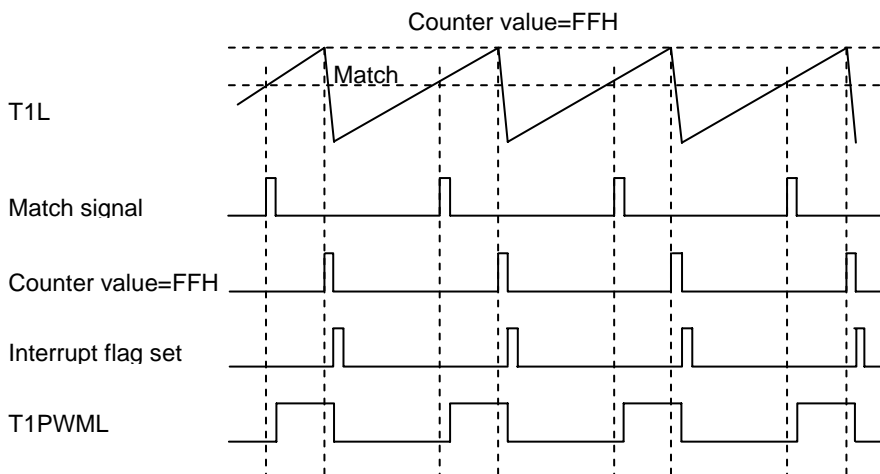 Counter value=FFH
Match
T1L
Match signal
Counter value=FFH
Interrupt flag set
T1PWML